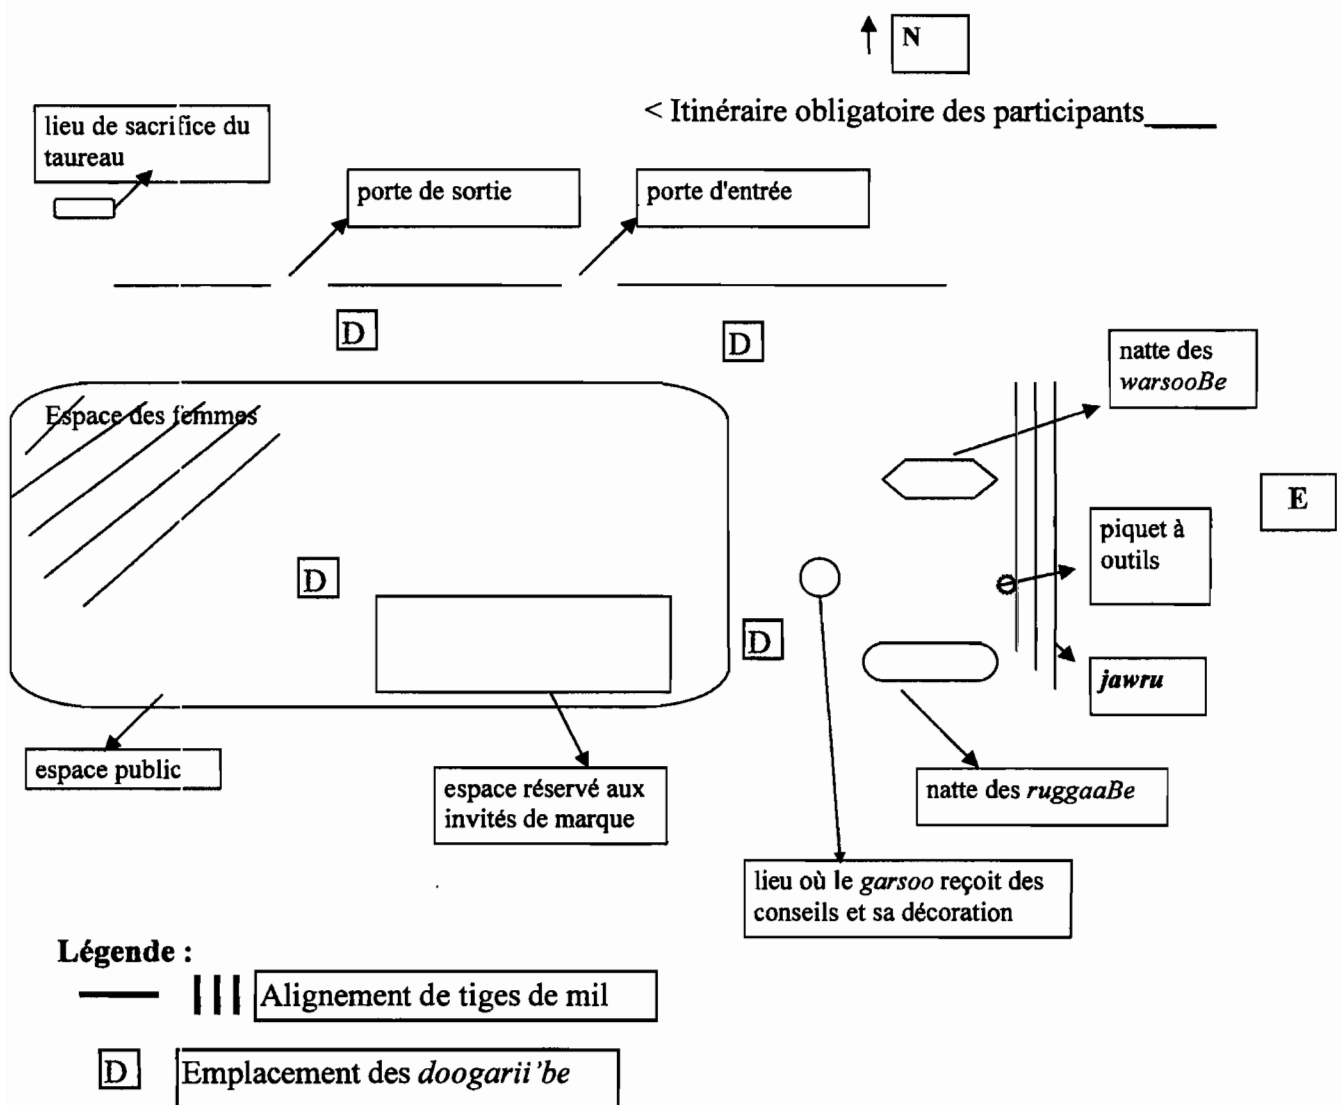 N
< Itinéraire obligatoire des participants____
lieu de sacrifice du
taureau
porte de sortie
porte d'entrée
D
D
natte des
warsooBe
Espace des femmes
E
piquet à
outils
D
D
jawru
espace public
espace réservé aux
invités de marque
natte des ruggaaBe
lieu où le garsoo reçoit des
conseils et sa décoration
Légende :
Alignement de tiges de mil
D
Emplacement des doogarii'be